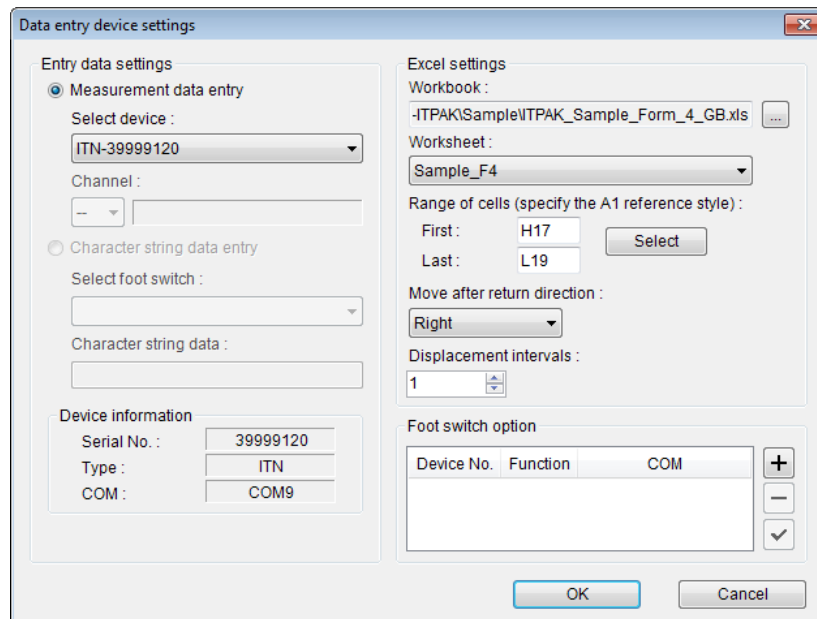 Data entry device settings
Entry data settings
Measurement data entry
Select device :
ITN-39999120
Channel :
--
Character string data entry
Select foot switch :
Character string data :
Device information
Serial No. : 39999120
Type : ITN
COM : COM9
Excel settings
Workbook :
-ITPAK\Sample\ITPAK_Sample_Form_4_GB.xls ...
Worksheet :
Sample_F4
Range of cells (specify the A1 reference style) :
First : H17
Select
Last : L19
Move after return direction :
Right
Displacement intervals :
1
Foot switch option
Device No. Function COM
OK Cancel